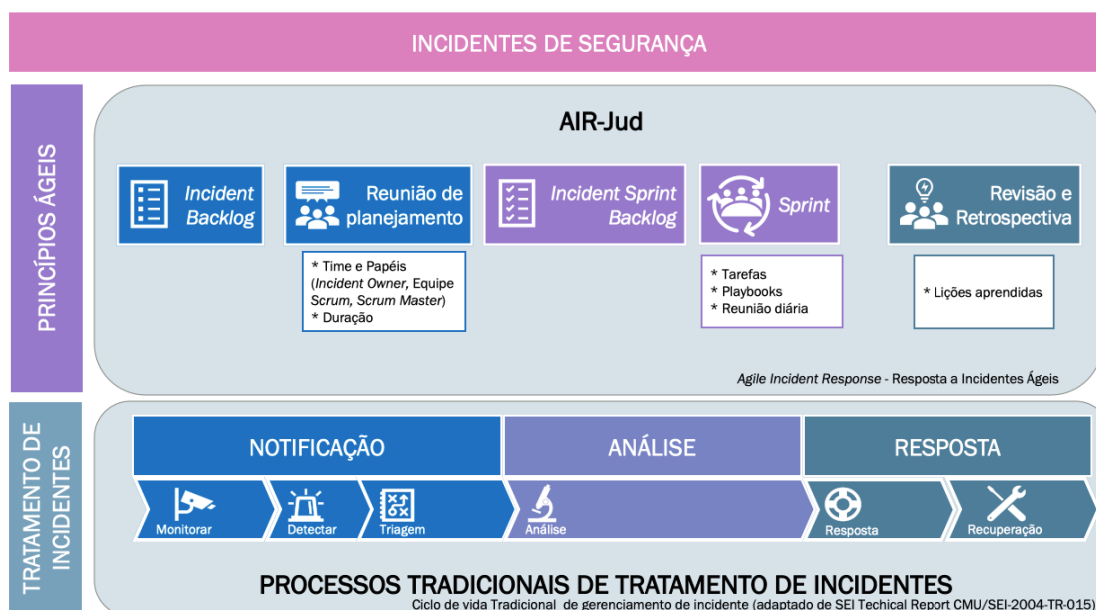 INCIDENTES DE SEGURANÇA
PRINCÍPIOS ÁGEIS
AIR-Jud
Incident
Backlog
Reunião de
planejamento
* Time e Papéis
(Incident Owner, Equipe
Scrum, Scrum Master)
* Duração
Incident Sprint
Backlog
Sprint
* Tarefas
* Playbooks
* Reunião diária
Revisão e
Retrospectiva
* Lições aprendidas
Agile Incident Response - Resposta a Incidentes Ágeis
TRATAMENTO DE
INCIDENTES
NOTIFICAÇÃO
ANÁLISE
RESPOSTA
Monitorar
Detectar
Triagem
Análise
Resposta
Recuperação
PROCESSOS TRADICIONAIS DE TRATAMENTO DE INCIDENTES
Ciclo de vida Tradicional de gerenciamento de incidente (adaptado de SEI Techical Report CMU/SEI-2004-TR-015)